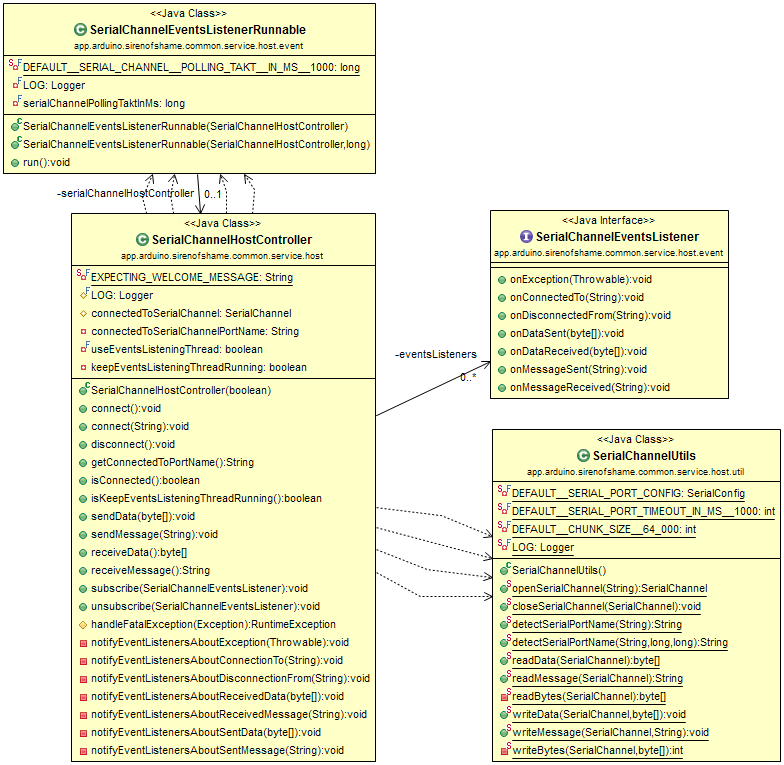 <<Java Class>>
SerialChannelEventsListenerRunnable
app.arduino.sirenofshame.common.service.host.event
DEFAULT__SERIAL_CHANNEL__POLLING_TAKT__IN_MS__1000: long
LOG: Logger
serialChannelPollingTaktInMs: long
SerialChannelEventsListenerRunnable(SerialChannelHostController)
SerialChannelEventsListenerRunnable(SerialChannelHostController,long)
run():void
-serialChannelHostController
0..1
<<Java Class>>
SerialChannelHostController
app.arduino.sirenofshame.common.service.host
EXPECTING_WELCOME_MESSAGE: String
LOG: Logger
connectedToSerialChannel: SerialChannel
connectedToSerialChannelPortName: String
useEventsListeningThread: boolean
keepEventsListeningThreadRunning: boolean
SerialChannelHostController(boolean)
connect():void
connect(String):void
disconnect():void
getConnectedToPortName():String
isConnected():boolean
isKeepEventsListeningThreadRunning():boolean
sendData(byte[]):void
sendMessage(String):void
receiveData():byte[]
receiveMessage():String
subscribe(SerialChannelEventsListener):void
unsubscribe(SerialChannelEventsListener):void
handleFatalException(Exception):RuntimeException
notifyEventListenersAboutException(Throwable):void
notifyEventListenersAboutConnectionTo(String):void
notifyEventListenersAboutDisconnectionFrom(String):void
notifyEventListenersAboutReceivedData(byte[]):void
notifyEventListenersAboutReceivedMessage(String):void
notifyEventListenersAboutSentData(byte[]):void
notifyEventListenersAboutSentMessage(String):void
-eventsListeners
0..*
<<Java Interface>>
SerialChannelEventsListener
app.arduino.sirenofshame.common.service.host.event
onException(Throwable):void
onConnectedTo(String):void
onDisconnectedFrom(String):void
onDataSent(byte[]):void
onDataReceived(byte[]):void
onMessageSent(String):void
onMessageReceived(String):void
<<Java Class>>
SerialChannelUtils
app.arduino.sirenofshame.common.service.host.util
DEFAULT__SERIAL_PORT_CONFIG: SerialConfig
DEFAULT__SERIAL_PORT_TIMEOUT_IN_MS__1000: int
DEFAULT__CHUNK_SIZE__64_000: int
LOG: Logger
SerialChannelUtils()
openSerialChannel(String):SerialChannel
closeSerialChannel(SerialChannel):void
detectSerialPortName(String):String
detectSerialPortName(String,long,long):String
readData(SerialChannel):byte[]
readMessage(SerialChannel):String
readBytes(SerialChannel):byte[]
writeData(SerialChannel,byte[]):void
writeMessage(SerialChannel,String):void
writeBytes(SerialChannel,byte[]):int